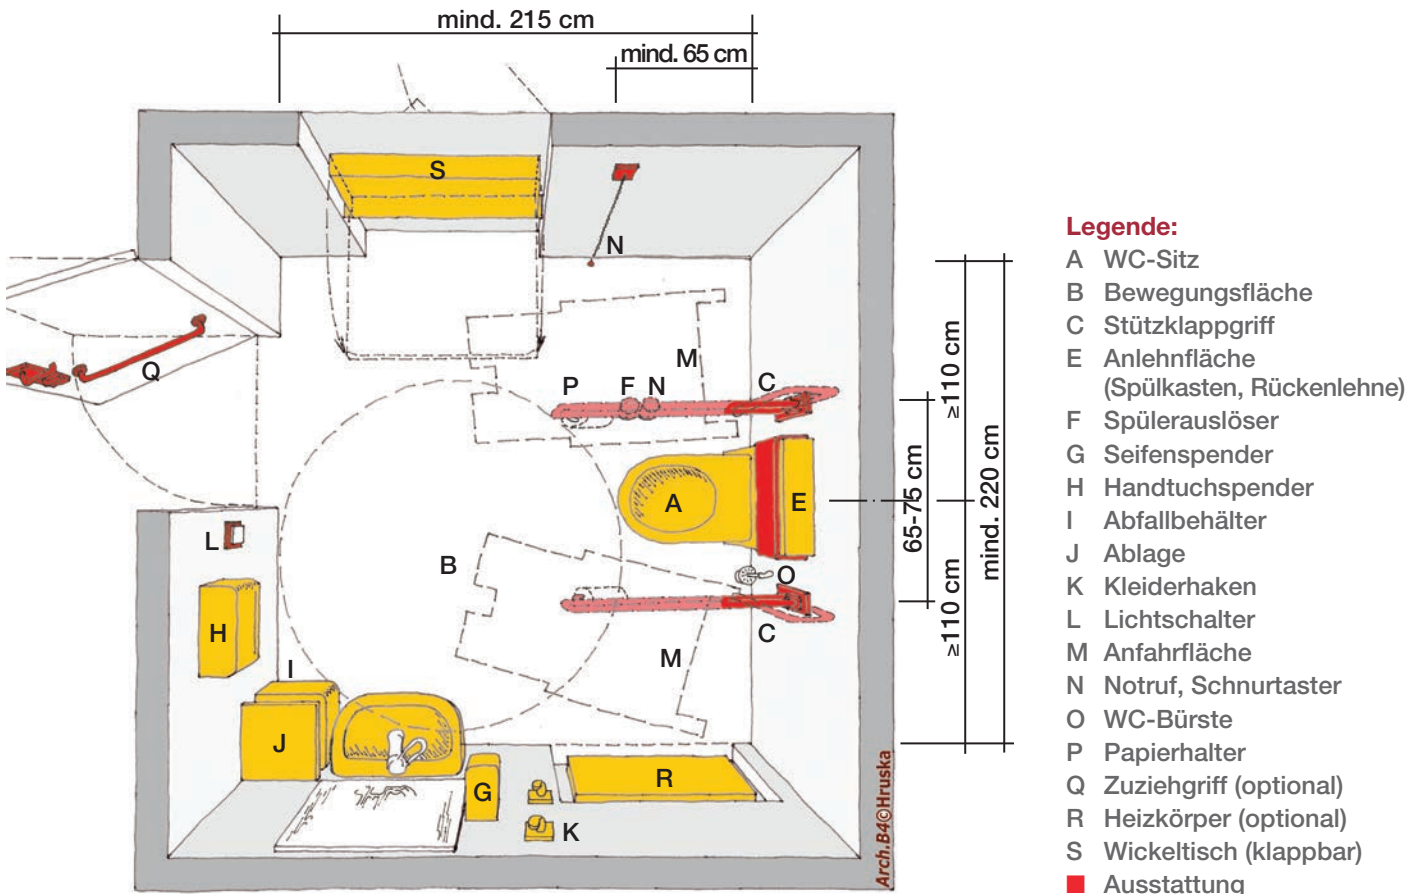 mind. 215 cm
mind. 65 cm
S
N
Q
P
F
N
M
C
≥110 cm
65-75 cm
mind. 220 cm
A
E
L
B
O
≥110 cm
H
C
M
I
J
G
R
K
Arch.B4©Hruska
Legende:
A WC-Sitz
B Bewegungsfläche
C Stützklappgriff
E Anlehnfläche
(Spülkasten, Rückenlehne)
F Spülerauslöser
G Seifenspender
H Handtuchspender
I Abfallbehälter
J Ablage
K Kleiderhaken
L Lichtschalter
M Anfahrfläche
N Notruf, Schnurtaster
O WC-Bürste
P Papierhalter
Q Zuziehgriff (optional)
R Heizkörper (optional)
S Wickeltisch (klappbar)
Ausstattung